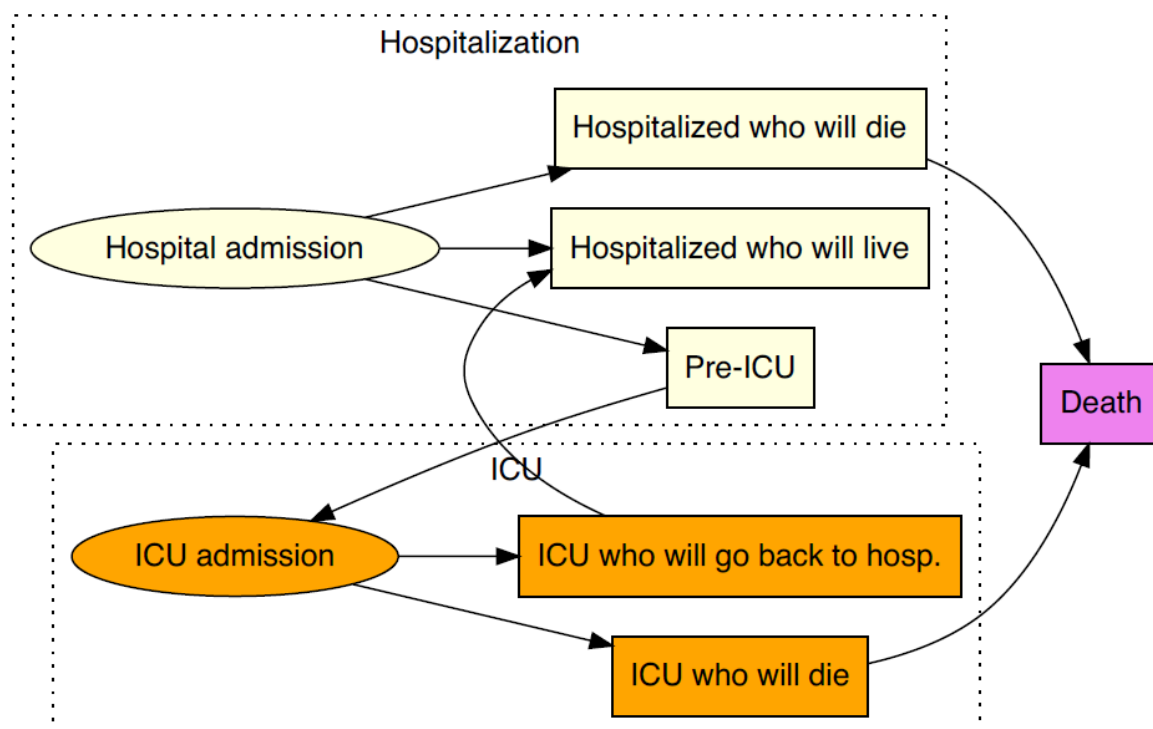 Hospitalization
Hospitalized who will die
Hospital admission
Hospitalized who will live
Pre-ICU
Death
ICU
ICU admission
ICU who will go back to hosp.
ICU who will die